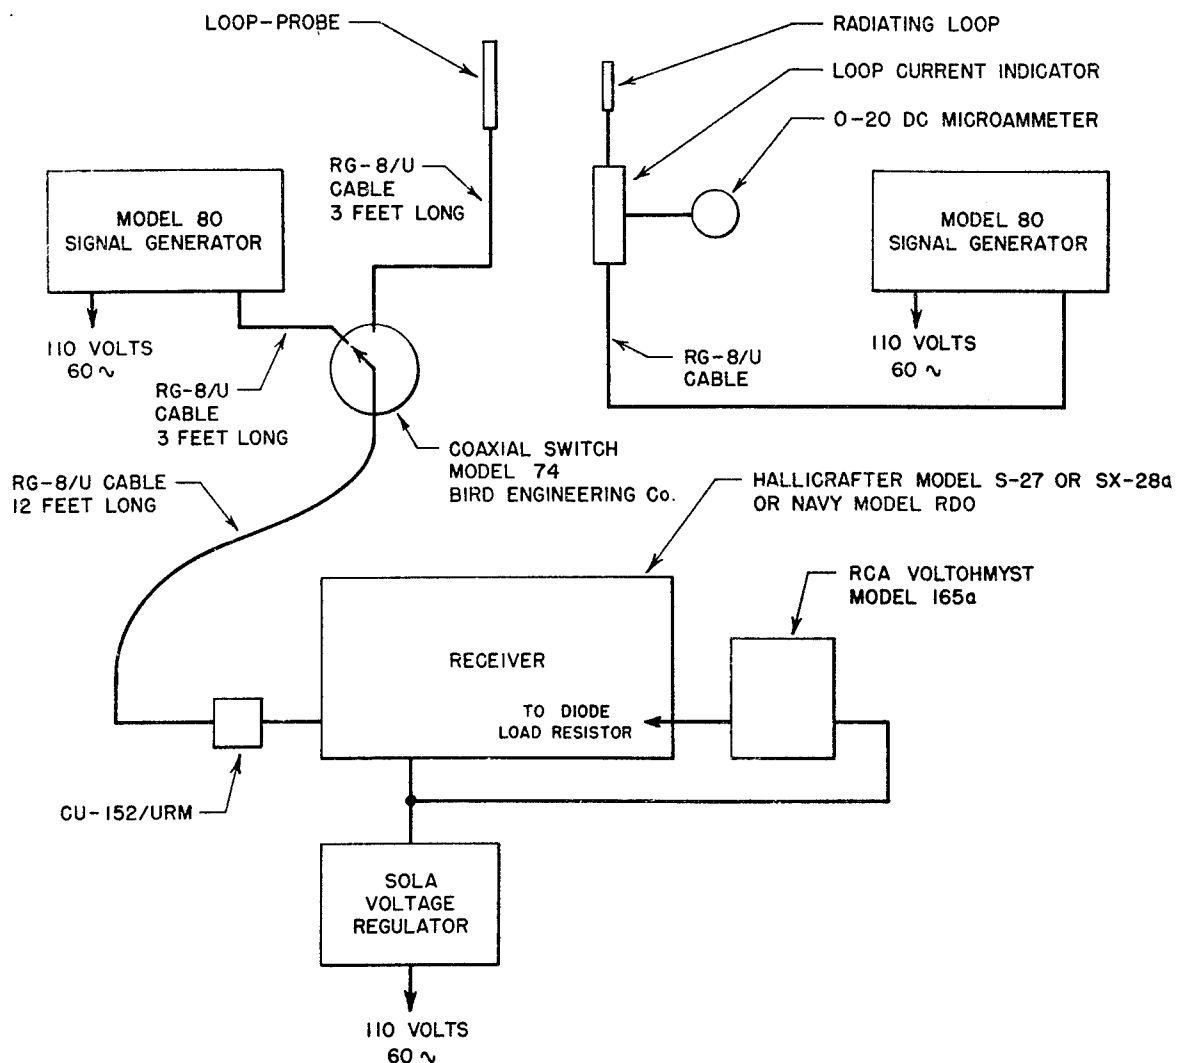 LOOP-PROBE
RADIATING LOOP
LOOP CURRENT INDICATOR
0-20 DC MICROAMMETER
RG-8/U
CABLE
3 FEET LONG
MODEL 80
SIGNAL GENERATOR
MODEL 80
SIGNAL GENERATOR
110 VOLTS
60 ~
RG-8/U
CABLE
3 FEET LONG
RG-8/U
CABLE
110 VOLTS
60 ~
COAXIAL SWITCH
MODEL 74
BIRD ENGINEERING Co.
RG-8/U CABLE
12 FEET LONG
HALLICRAFTER MODEL S-27 OR SX-28a
OR NAVY MODEL RDO
RCA VOLTOHMYST
MODEL 165a
RECEIVER
TO DIODE
LOAD RESISTOR
CU-152/URM
SOLA
VOLTAGE
REGULATOR
110 VOLTS
60 ~